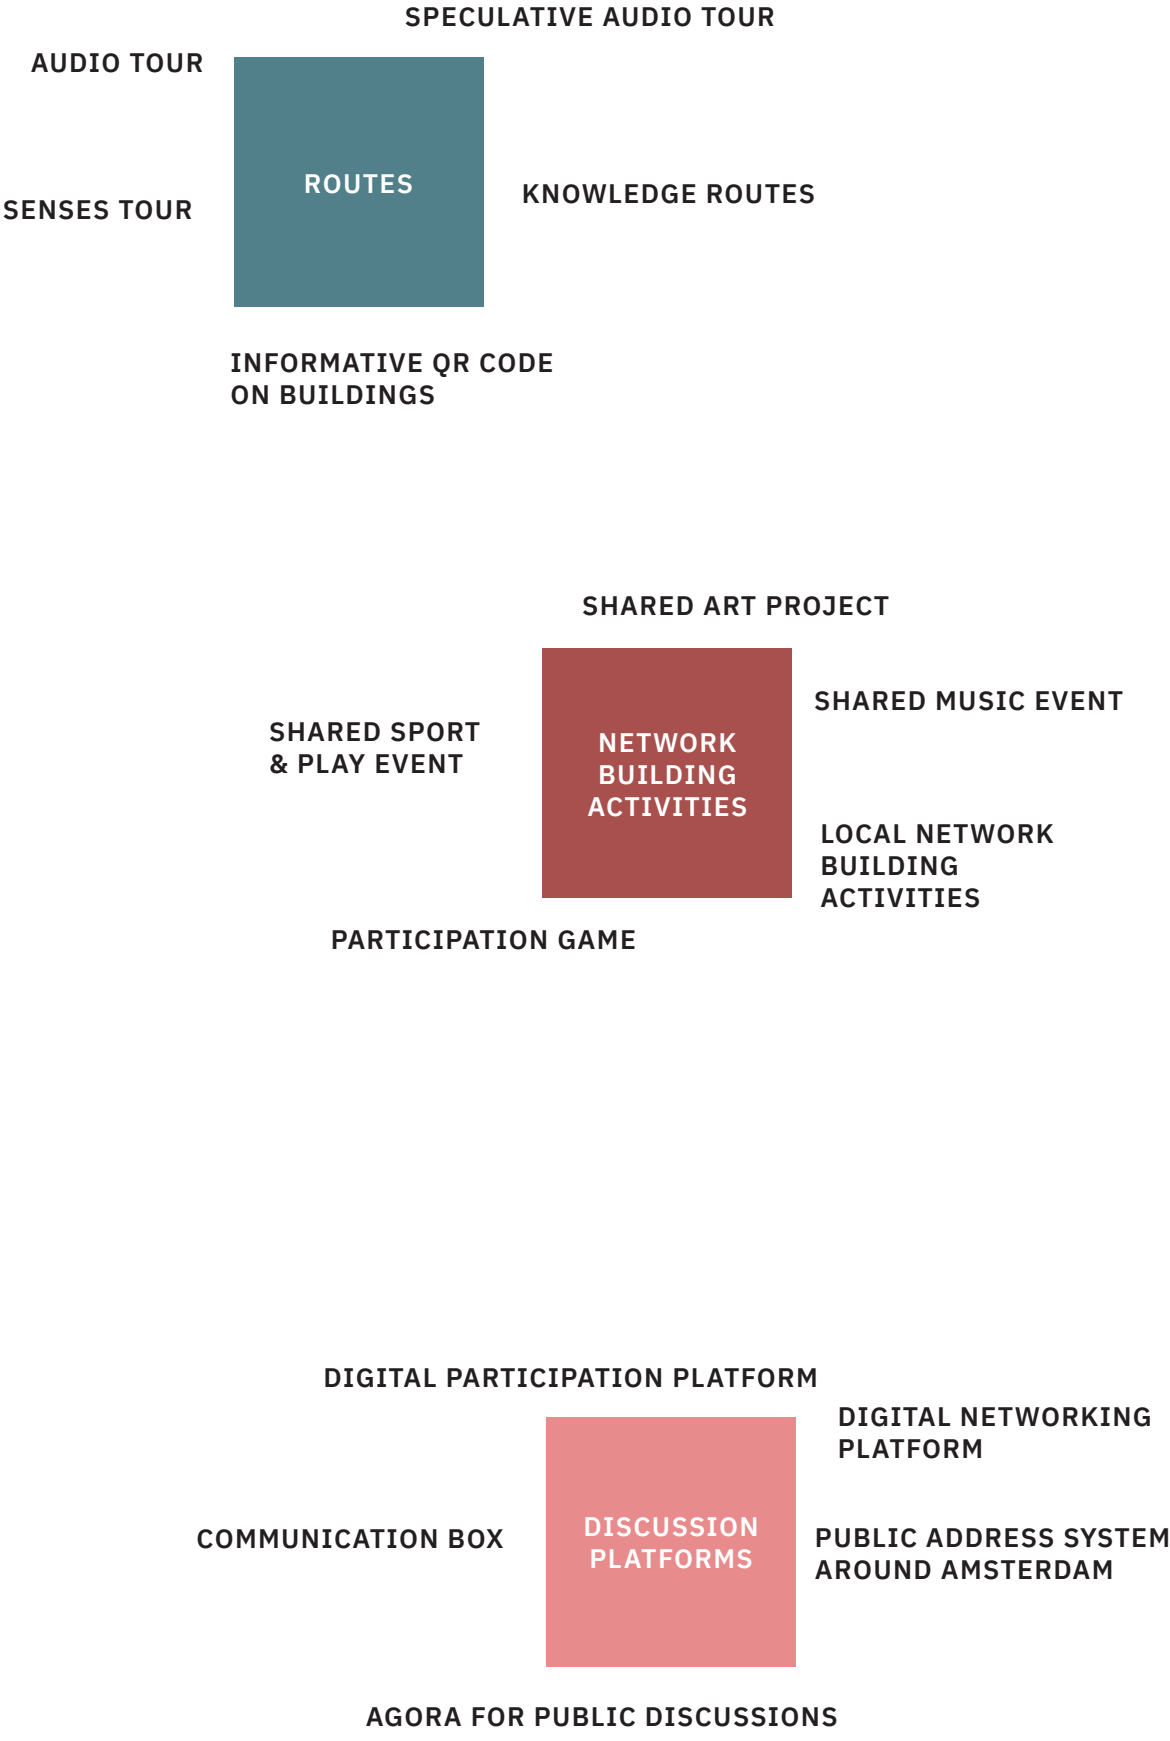 SPECULATIVE AUDIO TOUR
AUDIO TOUR
ROUTES
KNOWLEDGE ROUTES
SENSES TOUR
INFORMATIVE QR CODE
ON BUILDINGS
SHARED ART PROJECT
SHARED MUSIC EVENT
SHARED SPORT
& PLAY EVENT
NETWORK
BUILDING
ACTIVITIES
LOCAL NETWORK
BUILDING
ACTIVITIES
PARTICIPATION GAME
DIGITAL PARTICIPATION PLATFORM
DIGITAL NETWORKING
PLATFORM
COMMUNICATION BOX
DISCUSSION
PLATFORMS
PUBLIC ADDRESS SYSTEM
AROUND AMSTERDAM
AGORA FOR PUBLIC DISCUSSIONS